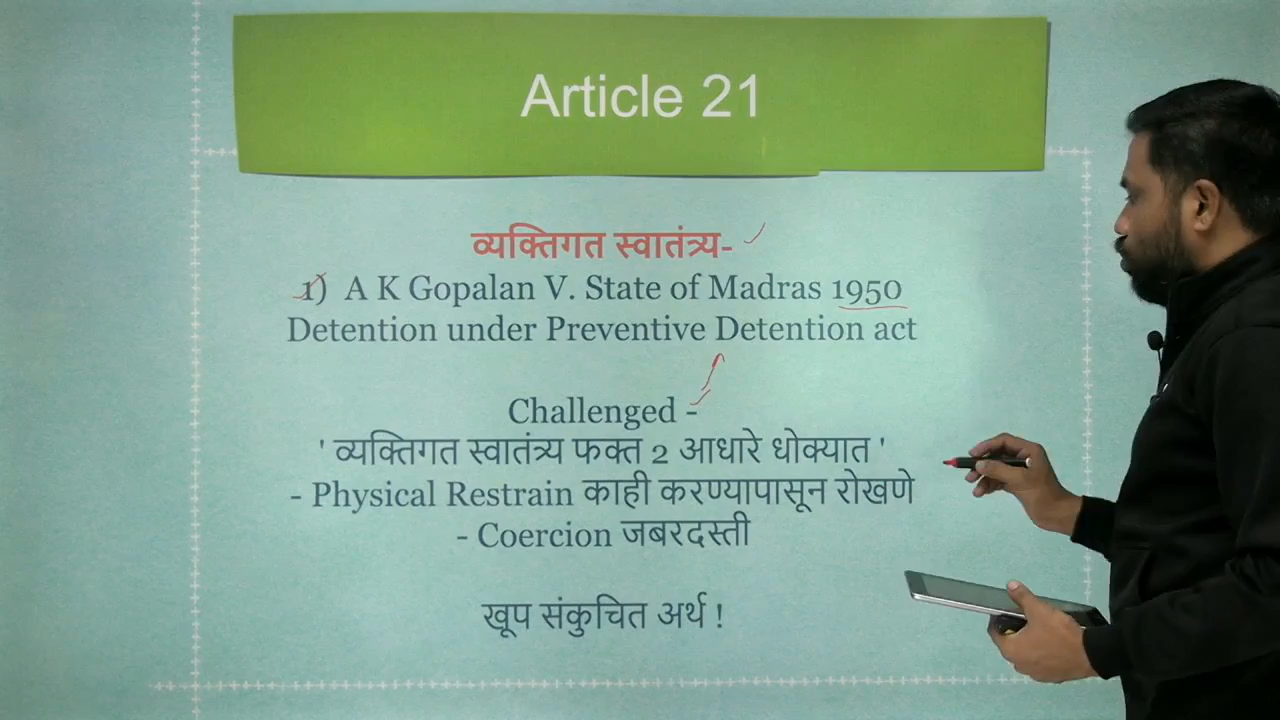 Article 21
व्यक्तिगत स्वातंत्र्य-
1) A K Gopalan V. State of Madras 1950
Detention under Preventive Detention act
Challenged -
' व्यक्तिगत स्वातंत्र्य फक्त 2 आधारे धोक्यात '
- Physical Restrain काही करण्यापासून रोखणे
- Coercion जबरदस्ती
खूप संकुचित अर्थ !